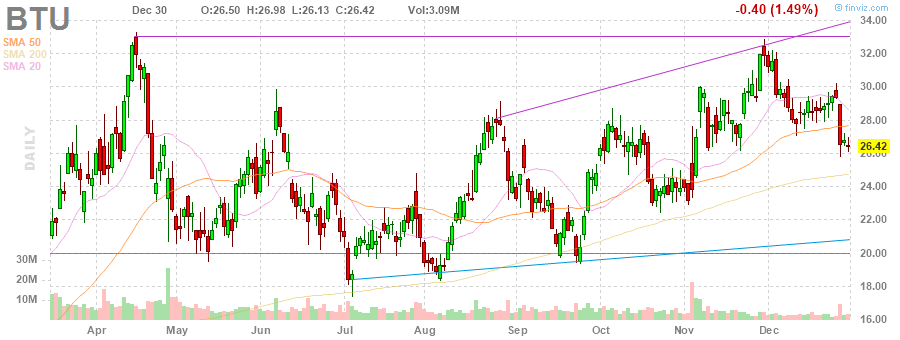 BTU
Dec 30 O:26.50 H:26.98 L:26.13 C:26.42 Vol:3.09M -0.40 (1.49%)
© finviz.com
SMA 50
SMA 200
SMA 20
DAILY
34.00
32.00
30.00
28.00
26.42
26.00
24.00
22.00
20.00
18.00
16.00
30M
20M
10M
Apr May Jun Jul Aug Sep Oct Nov Dec